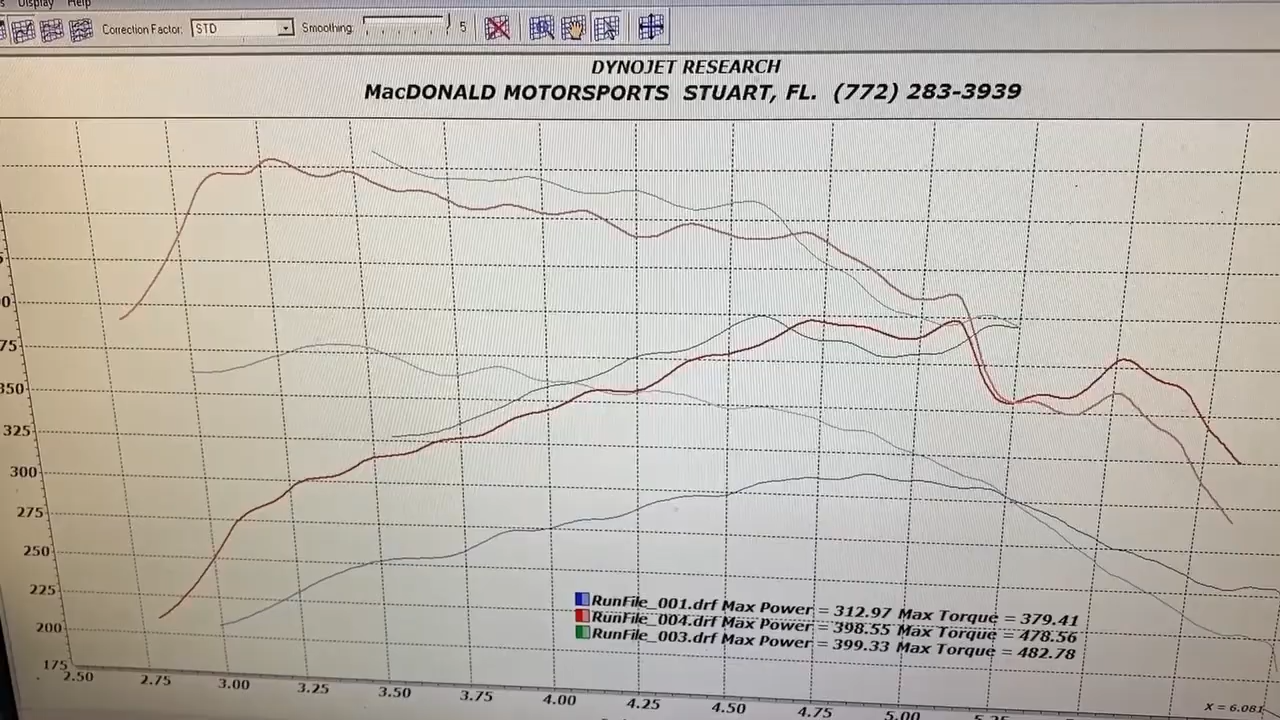 Display Help
Correction Factor: STD Smoothing: 5
DYNOJET RESEARCH
MacDONALD MOTORSPORTS STUART, FL. (772) 283-3939
75
350
325
300
275
250
225
200
175
2.50 2.75 3.00 3.25 3.50 3.75 4.00 4.25 4.50 4.75 5.00 5.25
RunFile_001.drf Max Power = 312.97 Max Torque = 379.41
RunFile_004.drf Max Power = 398.55 Max Torque = 478.56
RunFile_003.drf Max Power = 399.33 Max Torque = 482.78
X = 6.081